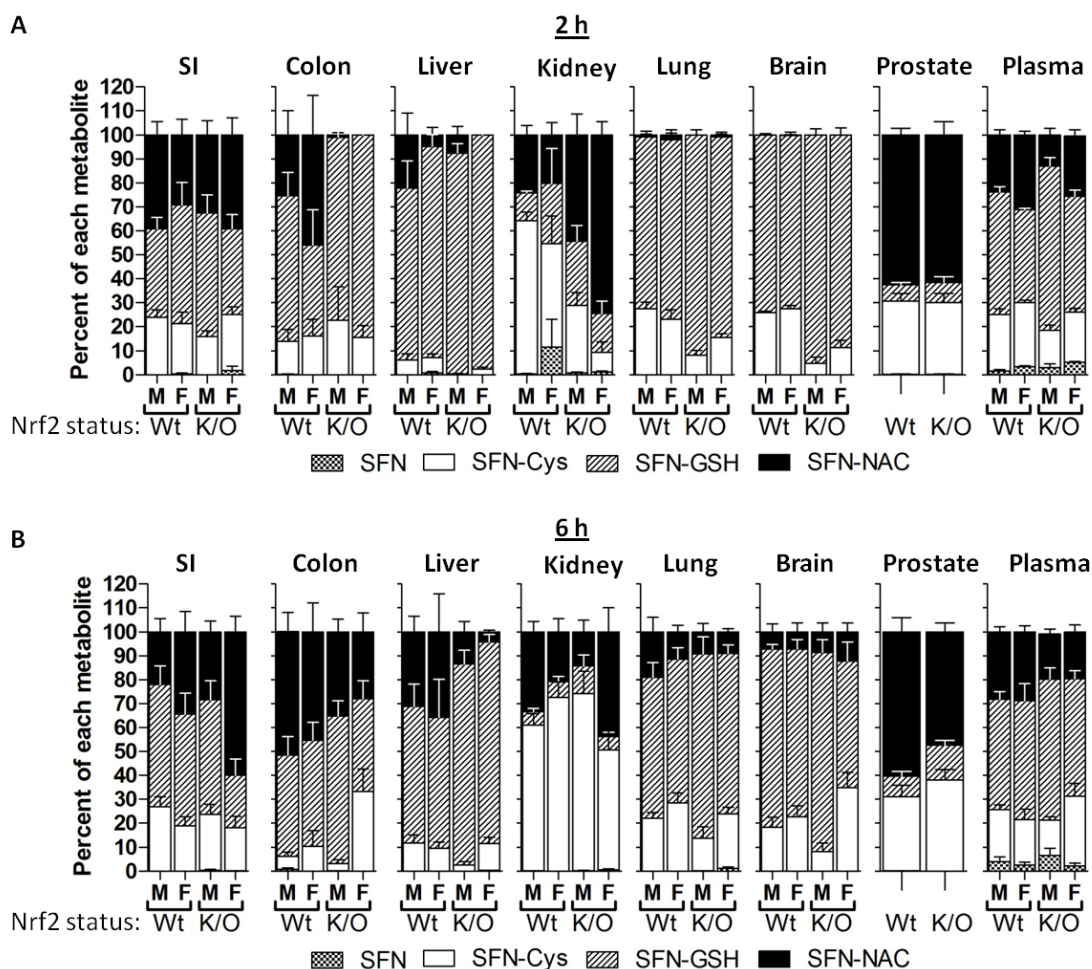 A
2 h
SI Colon Liver Kidney Lung Brain Prostate Plasma
Percent of each metabolite
120
110
100
90
80
70
60
50
40
30
20
10
0
M F M F M F M F M F M F M F M F M F M F M F M F M F M F
Nrf2 status: Wt K/O Wt K/O Wt K/O Wt K/O Wt K/O Wt K/O Wt K/O Wt K/O
SFN SFN-Cys SFN-GSH SFN-NAC
B
6 h
SI Colon Liver Kidney Lung Brain Prostate Plasma
Percent of each metabolite
120
110
100
90
80
70
60
50
40
30
20
10
0
M F M F M F M F M F M F M F M F M F M F M F M F M F M F
Nrf2 status: Wt K/O Wt K/O Wt K/O Wt K/O Wt K/O Wt K/O Wt K/O Wt K/O
SFN SFN-Cys SFN-GSH SFN-NAC